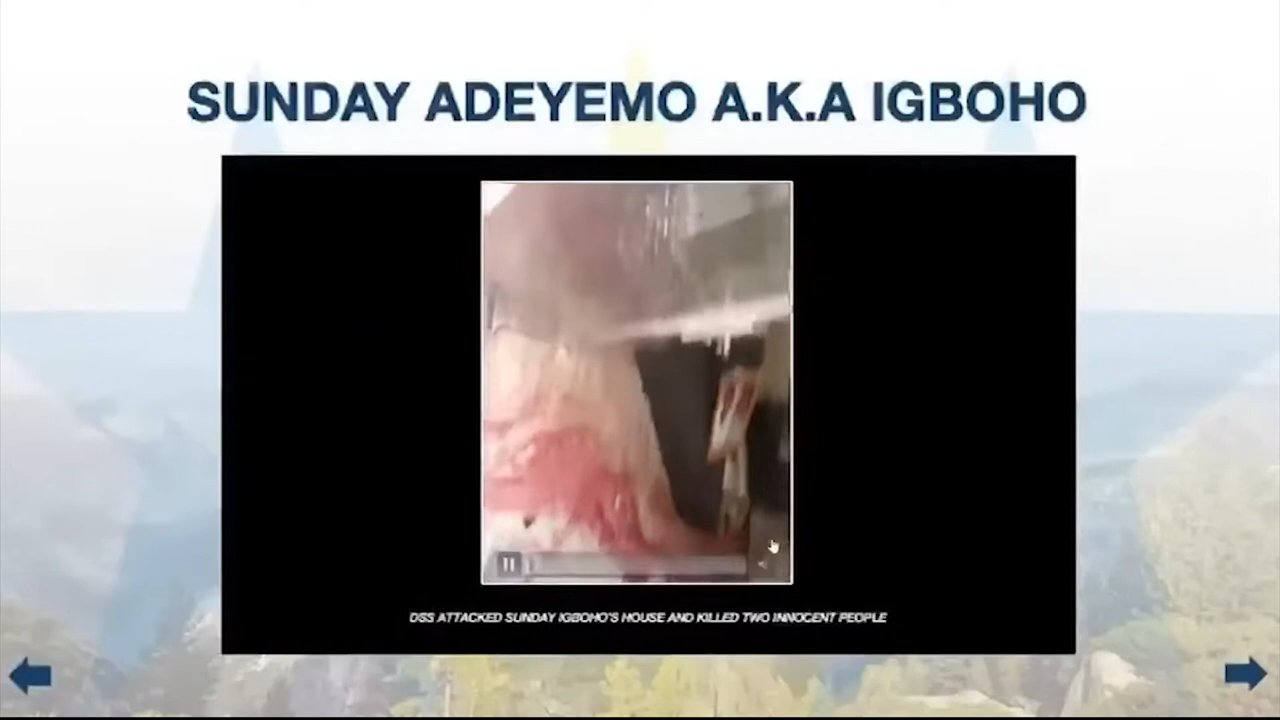 SUNDAY ADEYEMO A.K.A IGBOHO
DSS ATTACKED SUNDAY IGBOHO'S HOUSE AND KILLED TWO INNOCENT PEOPLE